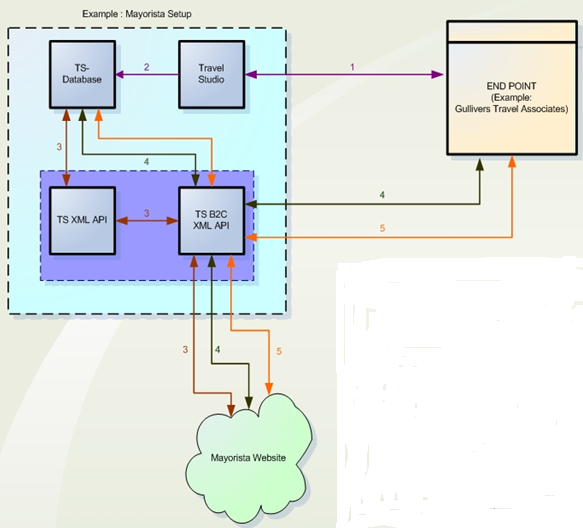 Example : Mayorista Setup
TS-
Database
2
Travel
Studio
1
END POINT
(Example:
Gullivers Travel Associates)
3
4
4
TS XML API
3
TS B2C
XML API
5
3
4
5
Mayorista Website